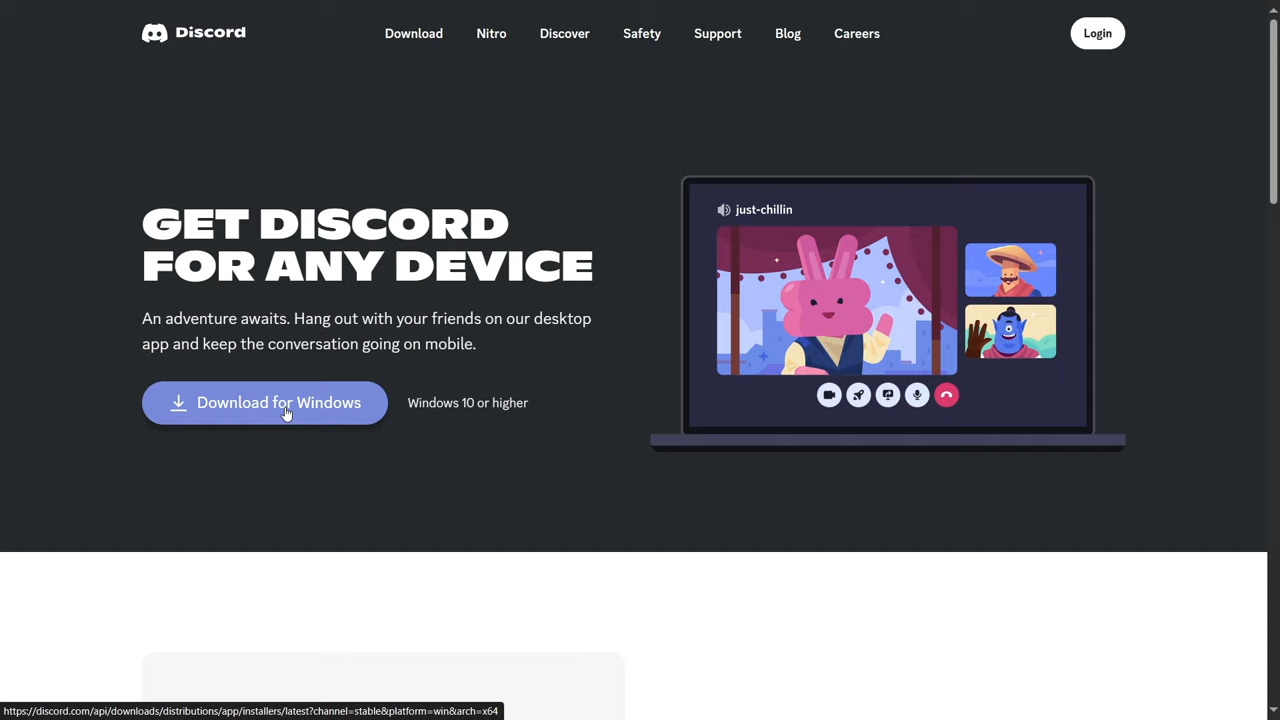 Discord
Download
Nitro
Discover
Safety
Support
Blog
Careers
Login
GET DISCORD
FOR ANY DEVICE
An adventure awaits. Hang out with your friends on our desktop
app and keep the conversation going on mobile.
Download for Windows
Windows 10 or higher
just-chillin
https://discord.com/api/downloads/distributions/app/installers/latest?channel=stable&platform=win&arch=x64